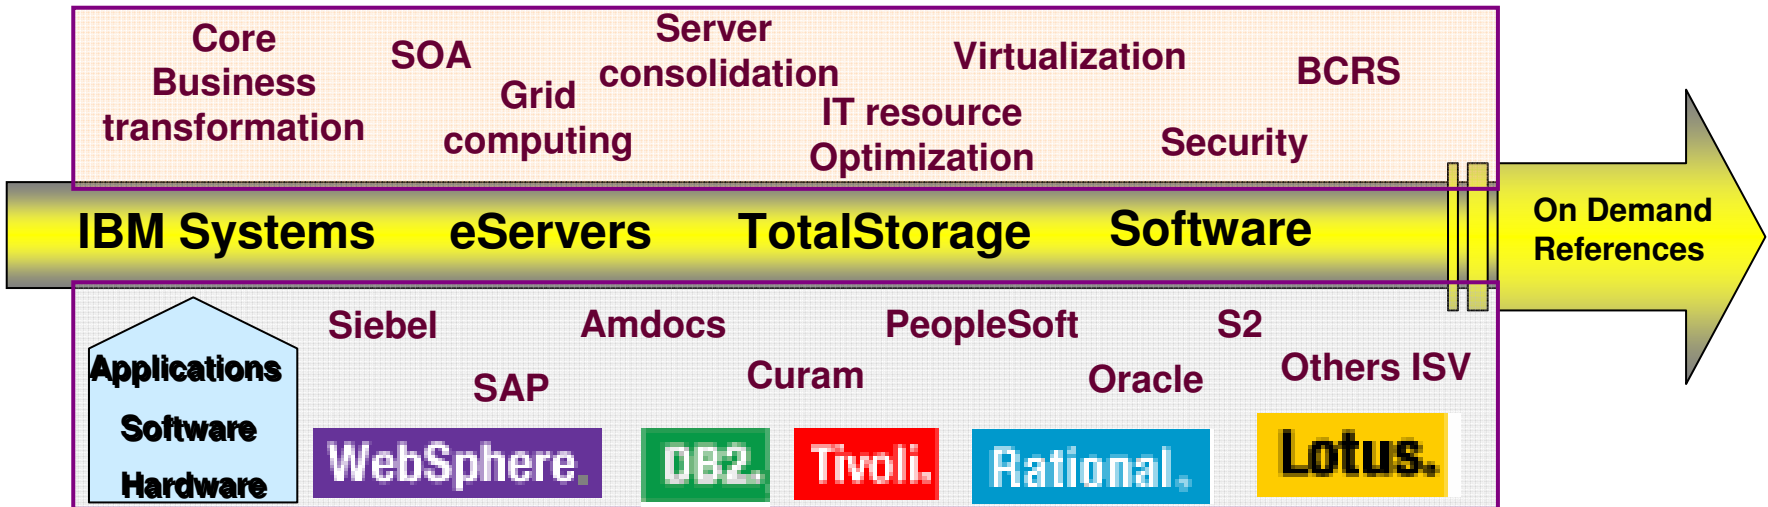 Core
Business
transformation
SOA
Grid
computing
Server
consolidation
IT resource
Optimization
Virtualization
Security
BCRS
IBM Systems eServers TotalStorage Software
On Demand
References
Applications
Software
Hardware
Siebel Amdocs PeopleSoft S2
SAP Curam Oracle Others ISV
WebSphere. DB2. Tivoli. Rational. Lotus.